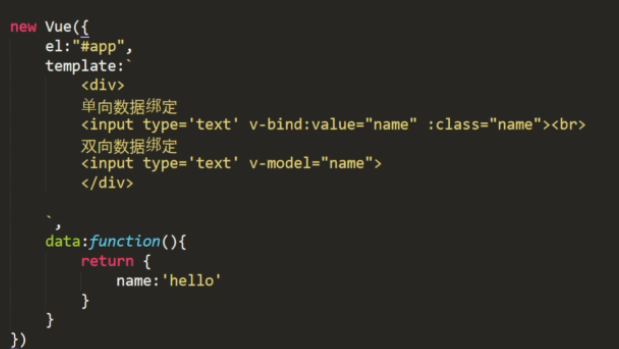 new Vue({
el:"#app",
template:`
<div>
单向数据绑定
<input type='text' v-bind:value="name" :class="name"><br>
双向数据绑定
<input type='text' v-model="name">
</div>
`,
data:function(){
return {
name:'hello'
}
}
})